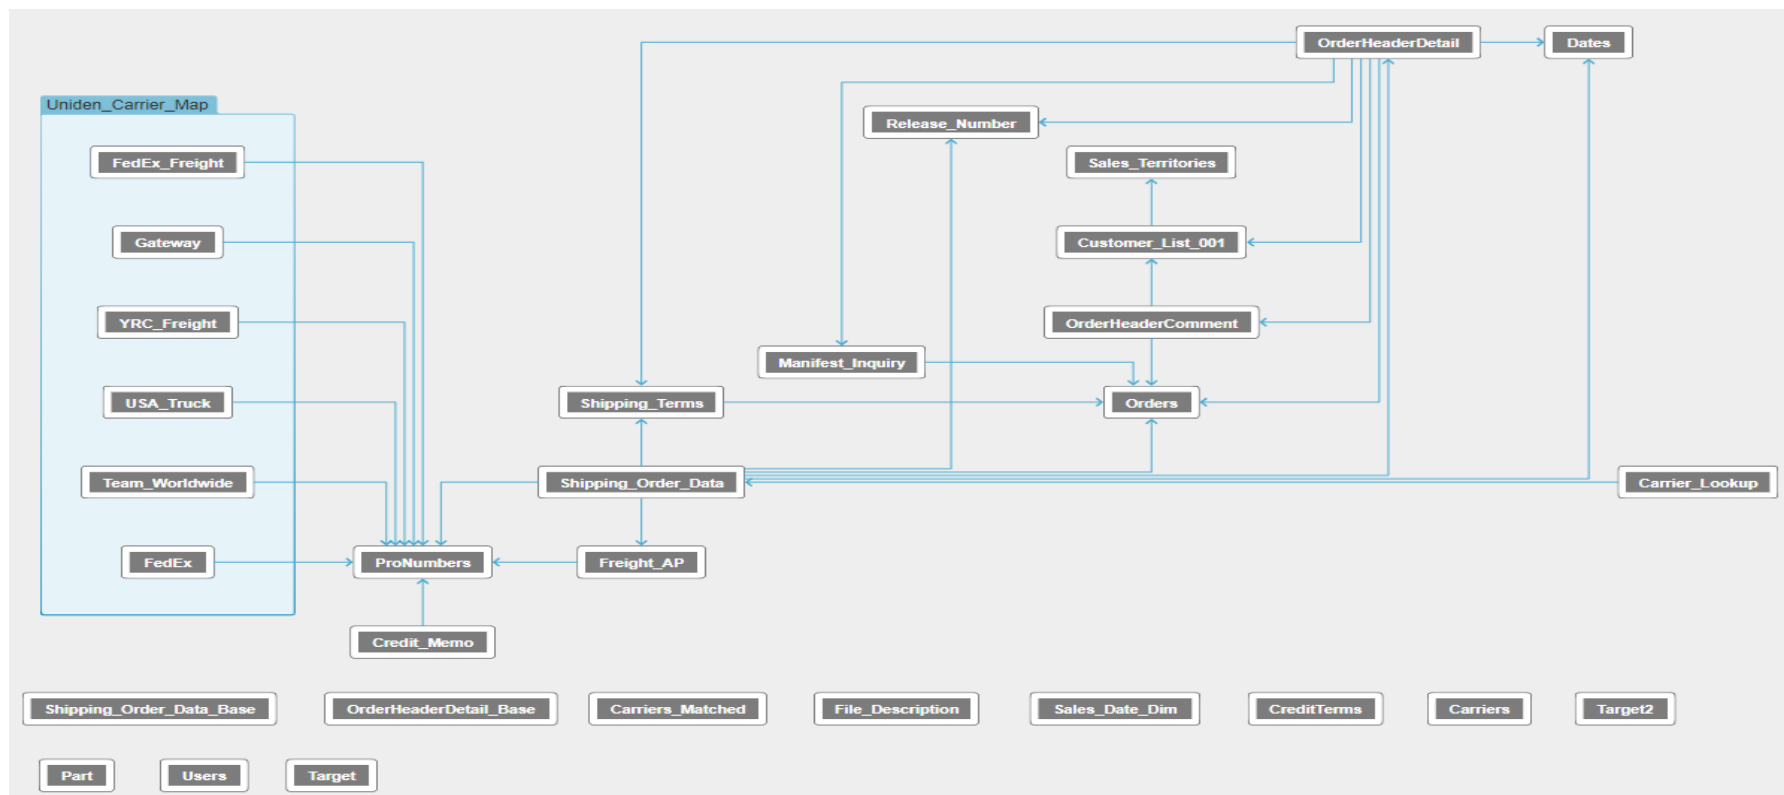 OrderHeaderDetail
Dates
Uniden_Carrier_Map
Release_Number
FedEx_Freight
Sales_Territories
Gateway
Customer_List_001
YRC_Freight
OrderHeaderComment
Manifest_Inquiry
USA_Truck
Shipping_Terms
Orders
Team_Worldwide
Shipping_Order_Data
Carrier_Lookup
FedEx
ProNumbers
Freight_AP
Credit_Memo
Shipping_Order_Data_Base
OrderHeaderDetail_Base
Carriers_Matched
File_Description
Sales_Date_Dim
CreditTerms
Carriers
Target2
Part
Users
Target